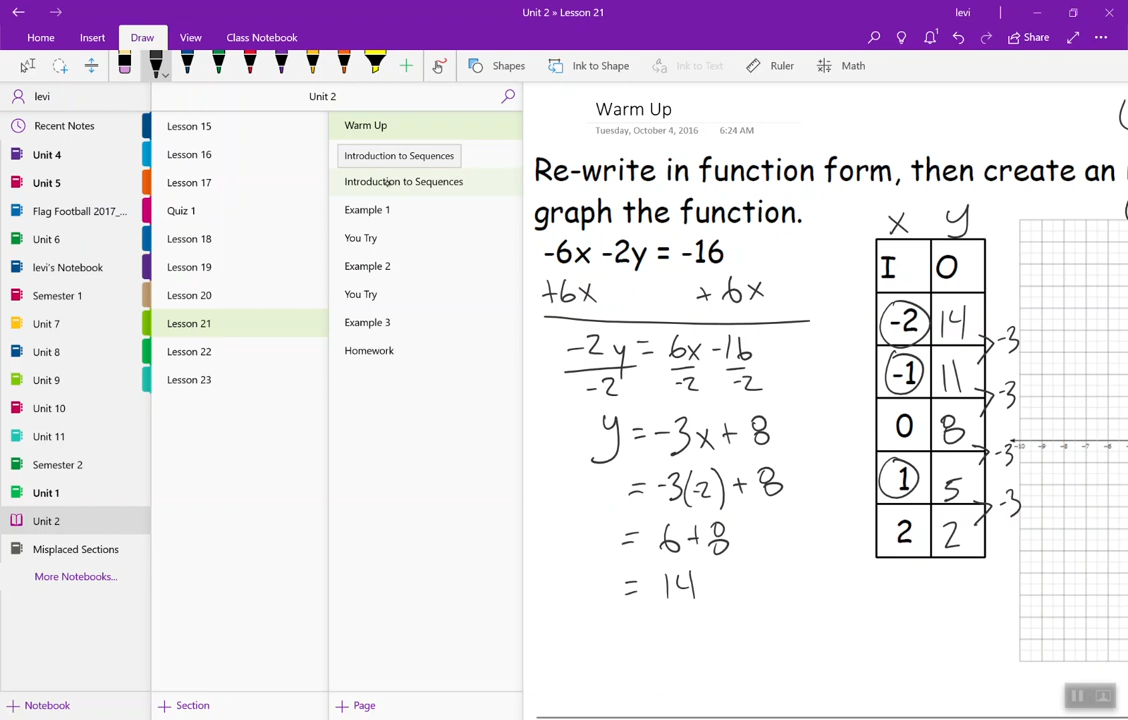 Unit 2 » Lesson 21
levi
Home Insert Draw View Class Notebook
Share
Shapes Ink to Shape Ink to Text Ruler Math
levi
Recent Notes
Unit 4
Unit 5
Flag Football 2017_...
Unit 6
levi's Notebook
Semester 1
Unit 7
Unit 8
Unit 9
Unit 10
Unit 11
Semester 2
Unit 1
Unit 2
Misplaced Sections
More Notebooks...
+ Notebook
Unit 2
Lesson 15
Lesson 16
Lesson 17
Quiz 1
Lesson 18
Lesson 19
Lesson 20
Lesson 21
Lesson 22
Lesson 23
+ Section
Warm Up
Introduction to Sequences
Introduction to Sequences
Example 1
You Try
Example 2
You Try
Example 3
Homework
+ Page
Warm Up
Tuesday, October 4, 2016 6:24 AM
Re-write in function form, then create an
graph the function.
-6x -2y = -16
+6x +6x
-2y = 6x -16
-2 -2 -2
y = -3x + 8
= -3(-2) + 8
= 6+8
= 14
x y
I O
-2 14
-1 11
0 8
1 5
2 2
-3
-3
-3
-3
-10 -9 -8 -7 -6